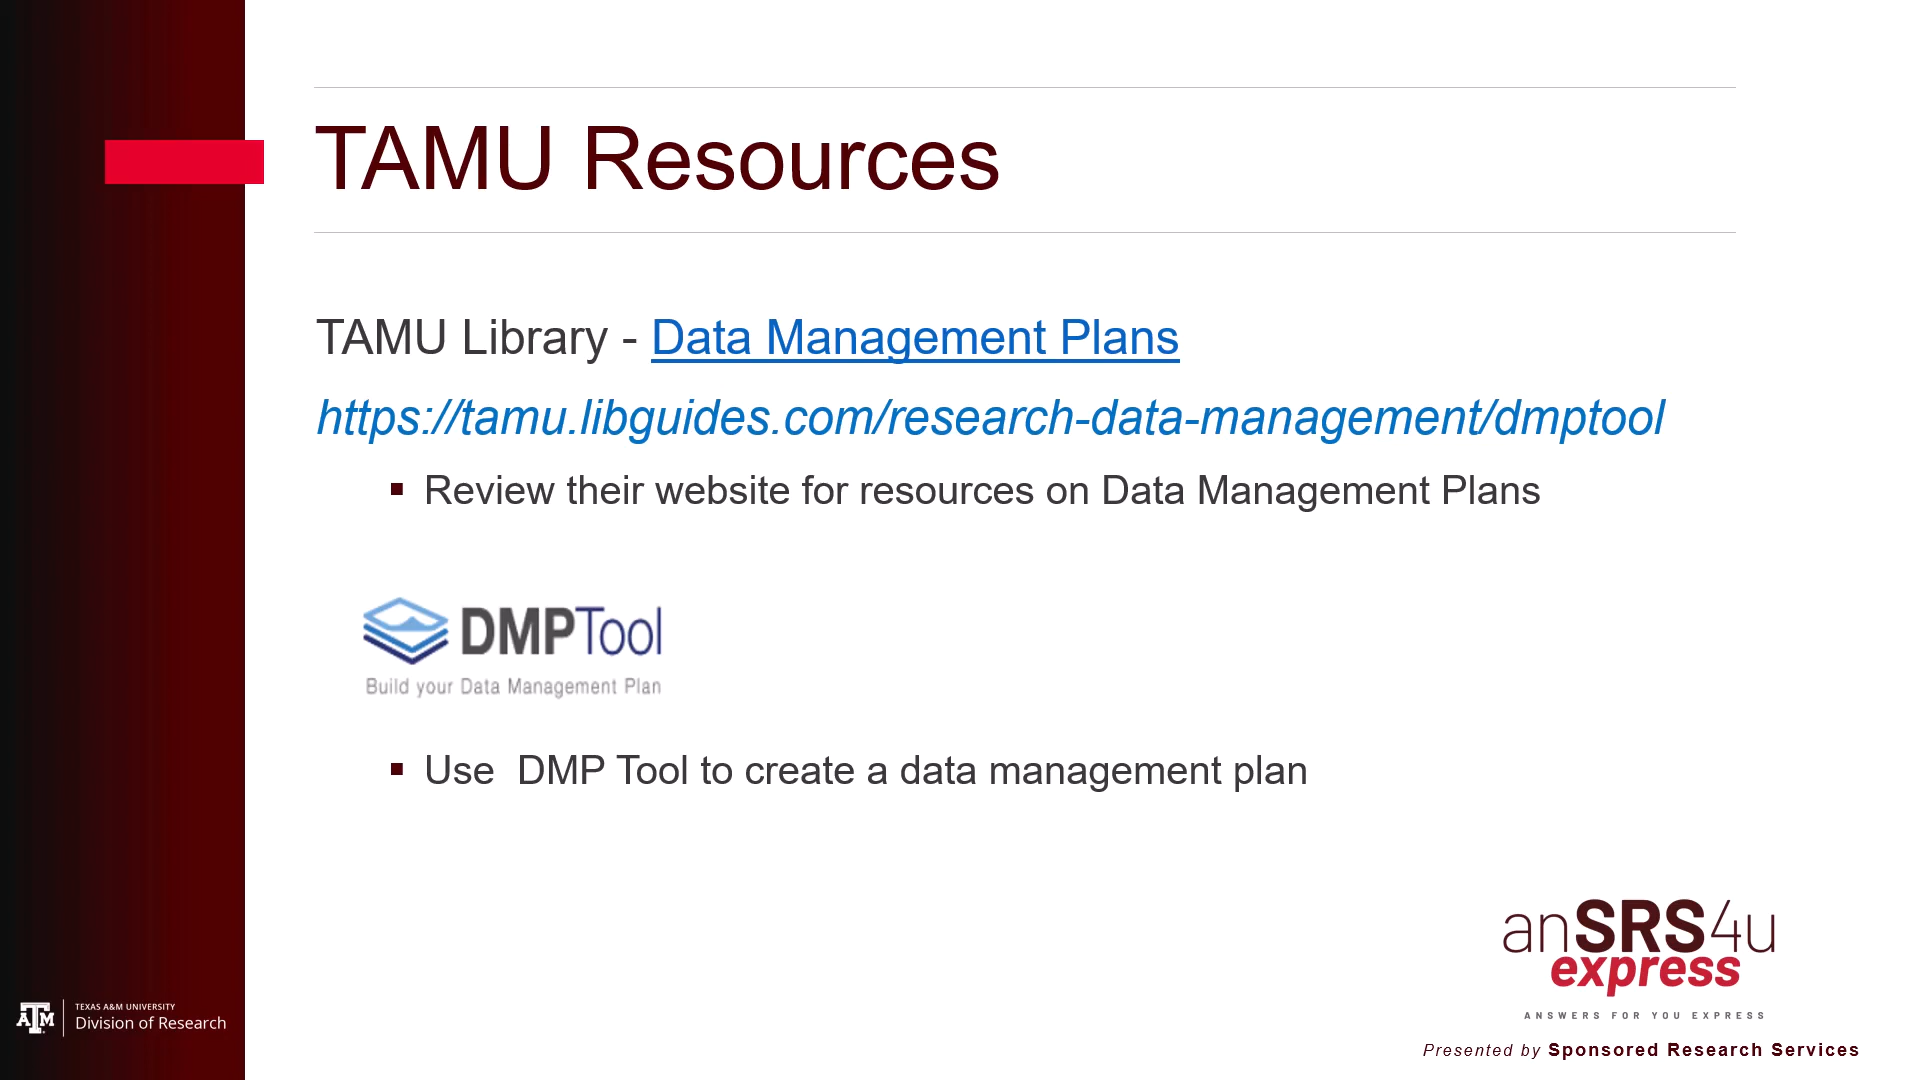 TAMU Resources
TAMU Library - Data Management Plans
https://tamu.libguides.com/research-data-management/dmptool
▪ Review their website for resources on Data Management Plans
DMPTool
Build your Data Management Plan
▪ Use  DMP Tool to create a data management plan
anSRS4u
express
ANSWERS FOR YOU EXPRESS
Presented by Sponsored Research Services
ATM
TEXAS A&M UNIVERSITY
Division of Research